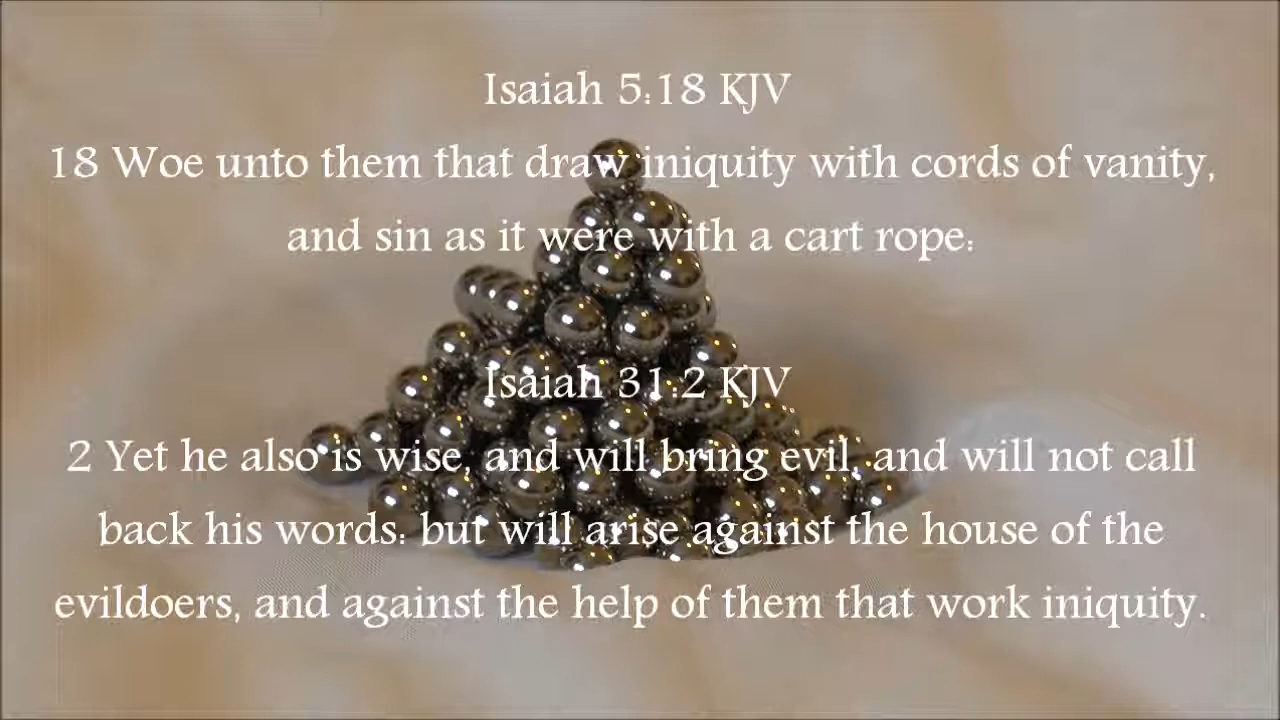 Isaiah 5:18 KJV
18 Woe unto them that draw iniquity with cords of vanity,
and sin as it were with a cart rope:
Isaiah 31:2 KJV
2 Yet he also is wise, and will bring evil, and will not call
back his words: but will arise against the house of the
evildoers, and against the help of them that work iniquity.